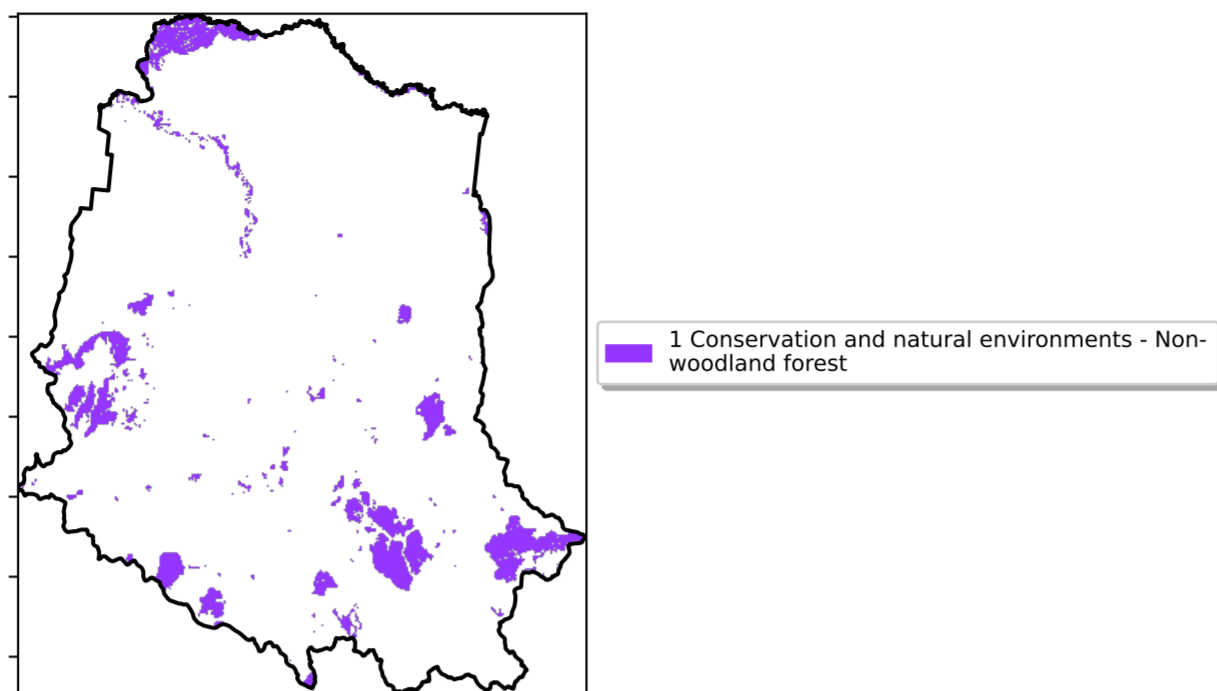 1 Conservation and natural environments - Non-
woodland forest